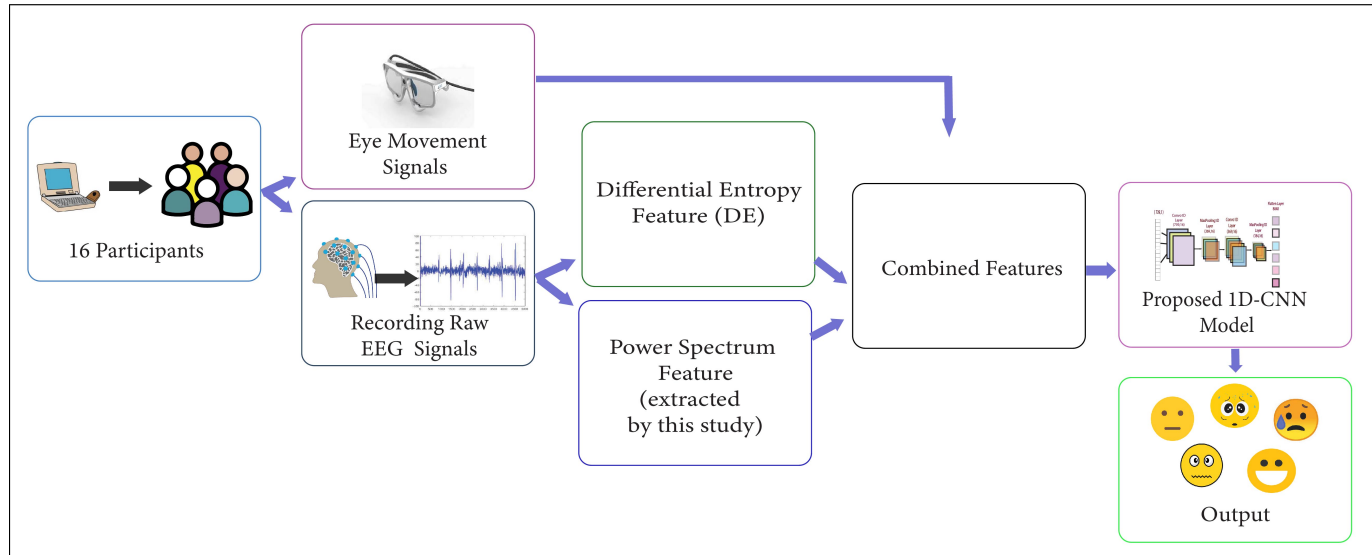 16 Participants
Eye Movement
Signals
Recording Raw
EEG Signals
Differential Entropy
Feature (DE)
Power Spectrum
Feature
(extracted
by this study)
Combined Features
Proposed 1D-CNN
Model
Output